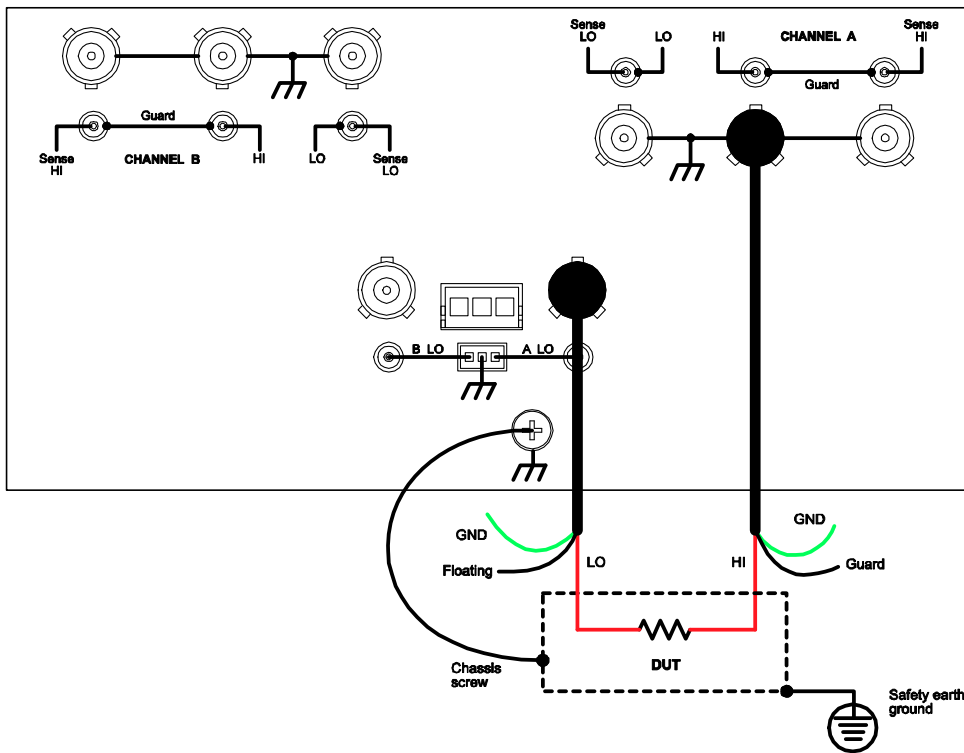 Sense
LO
LO
HI
CHANNEL A
Sense
HI
Guard
Guard
Sense
HI
CHANNEL B
HI
LO
Sense
LO
B LO
A LO
GND
Floating
LO
HI
GND
Guard
Chassis
screw
DUT
Safety earth
ground